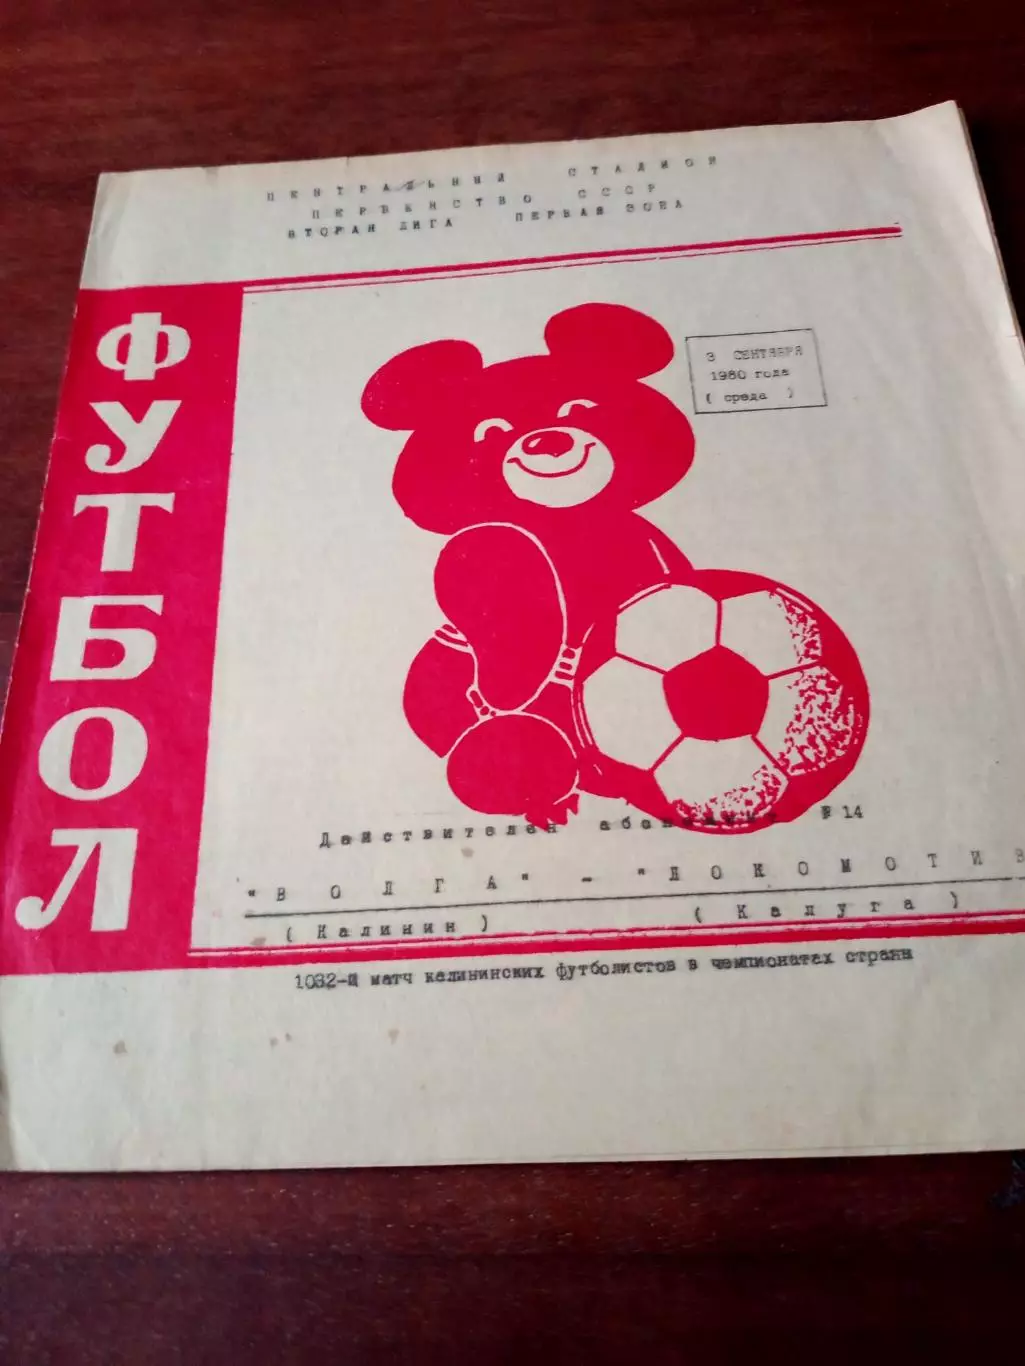 ЦЕНТРАЛЬНЫЙ СТАДИОН
ПЕРВЕНСТВО СССР
ВТОРАЯ ЛИГА ПЕРВАЯ ЗОНА
ФУТБОЛ
3 СЕНТЯБРЯ
1980 года
( среда )
Действителен абонемент № 14
"ВОЛГА" - "ЛОКОМОТИВ
( Калинин ) ( Калуга )
1032-й матч калининских футболистов в чемпионатах страны